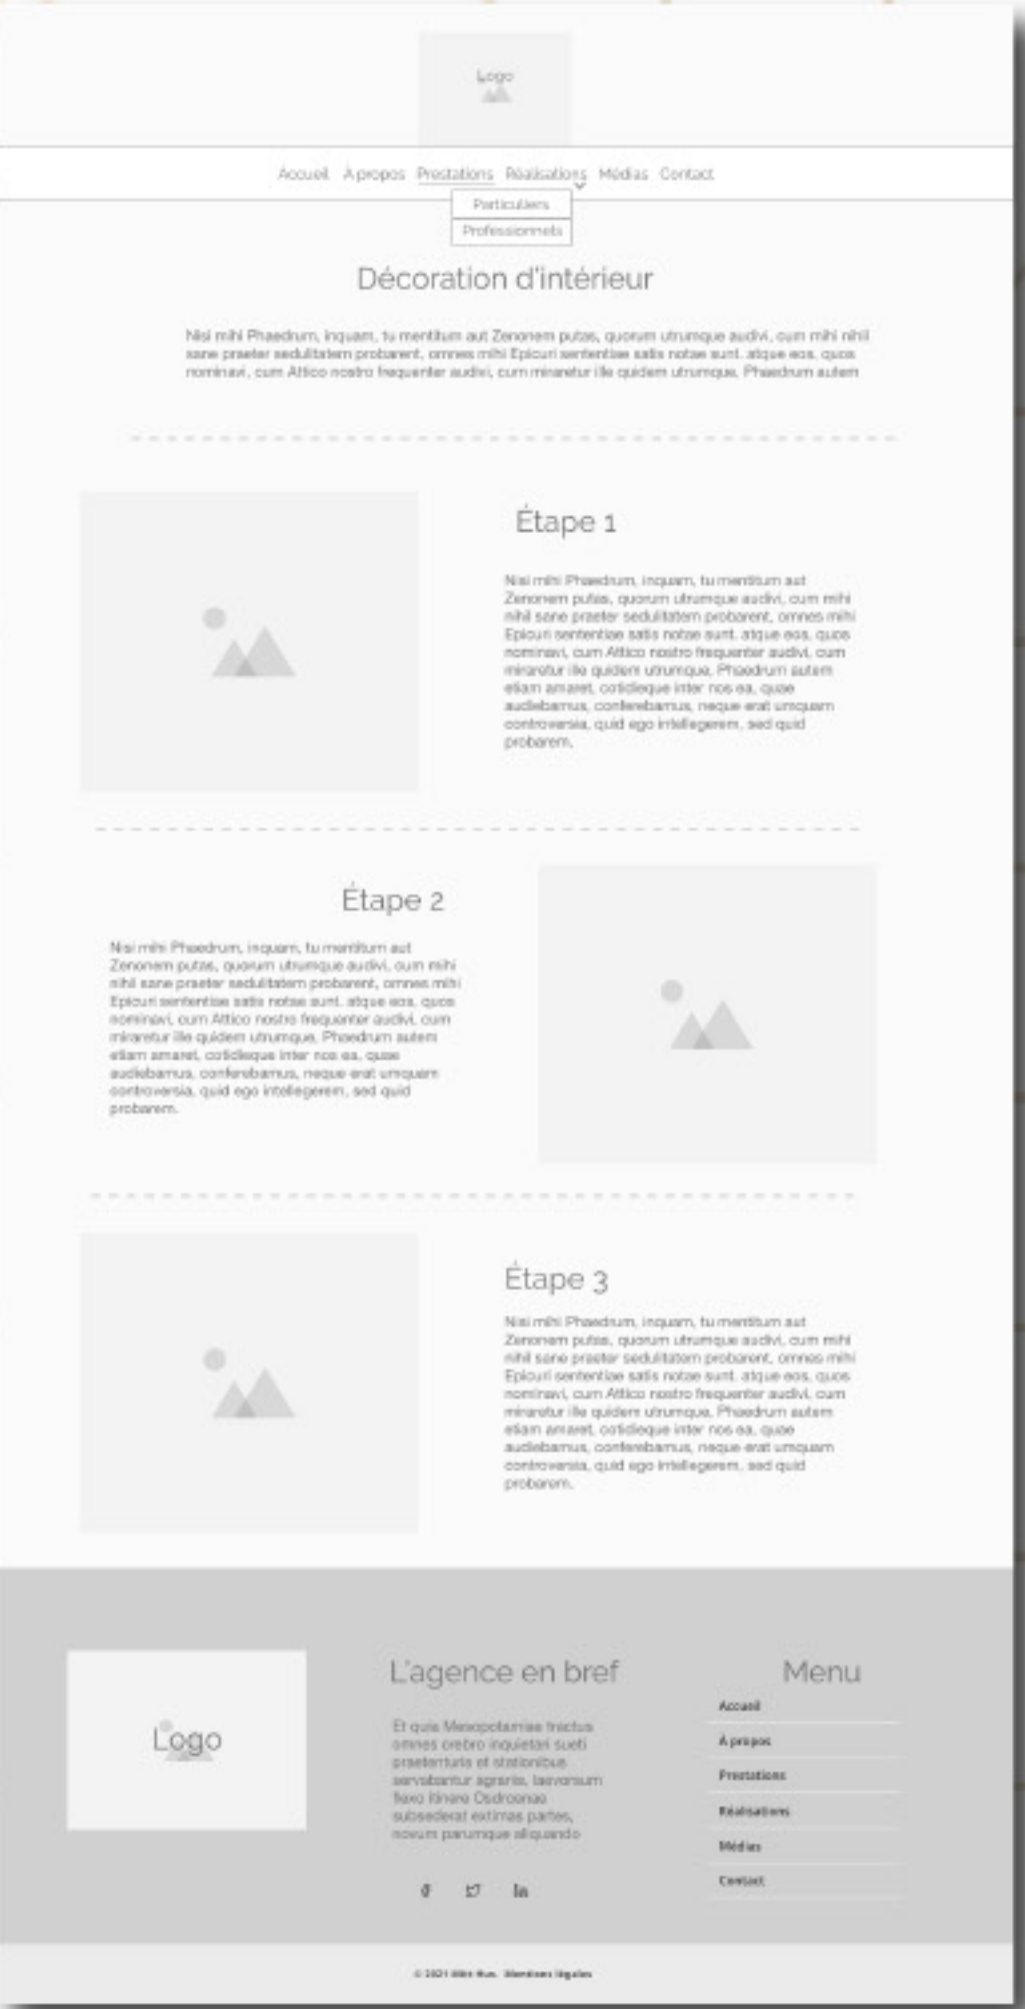 Logo
Accueil À propos Prestations Réalisations Médias Contact
Particuliers
Professionnels
Décoration d'intérieur
Nisi mihi Phaedrum, inquam, tu mentitum aut Zenonem putas, quorum utrumque audivi, cum mihi nihil
sane praeter sedulitatem probarent, omnes mihi Epicuri sententiae satis notae sunt. atque eos, quos
nominavi, cum Attico nostro frequenter audivi, cum miraretur ille quidem utrumque, Phaedrum autem
Étape 1
Nisi mihi Phaedrum, inquam, tu mentitum aut
Zenonem putas, quorum utrumque audivi, cum mihi
nihil sane praeter sedulitatem probarent, omnes mihi
Epicuri sententiae satis notae sunt. atque eos, quos
nominavi, cum Attico nostro frequenter audivi, cum
miraretur ille quidem utrumque, Phaedrum autem
etiam amaret, cotidieque inter nos ea, quae
audiebamus, conferebamus, neque erat umquam
controversia, quid ego intellegerem, sed quid
probarem.
Étape 2
Nisi mihi Phaedrum, inquam, tu mentitum aut
Zenonem putas, quorum utrumque audivi, cum mihi
nihil sane praeter sedulitatem probarent, omnes mihi
Epicuri sententiae satis notae sunt. atque eos, quos
nominavi, cum Attico nostro frequenter audivi, cum
miraretur ille quidem utrumque, Phaedrum autem
etiam amaret, cotidieque inter nos ea, quae
audiebamus, conferebamus, neque erat umquam
controversia, quid ego intellegerem, sed quid
probarem.
Étape 3
Nisi mihi Phaedrum, inquam, tu mentitum aut
Zenonem putas, quorum utrumque audivi, cum mihi
nihil sane praeter sedulitatem probarent, omnes mihi
Epicuri sententiae satis notae sunt. atque eos, quos
nominavi, cum Attico nostro frequenter audivi, cum
miraretur ille quidem utrumque, Phaedrum autem
etiam amaret, cotidieque inter nos ea, quae
audiebamus, conferebamus, neque erat umquam
controversia, quid ego intellegerem, sed quid
probarem.
Logo
L'agence en bref
Et quia Mesopotamiae tractus
omnes crebro inquietari sueti
praetenturis et stationibus
servabantur agrariis, laevorsum
flexo itinere Osdroenae
subsederat extimas partes,
novum parumque aliquando
Menu
Accueil
À propos
Prestations
Réalisations
Médias
Contact
© 2021 Mentions légales